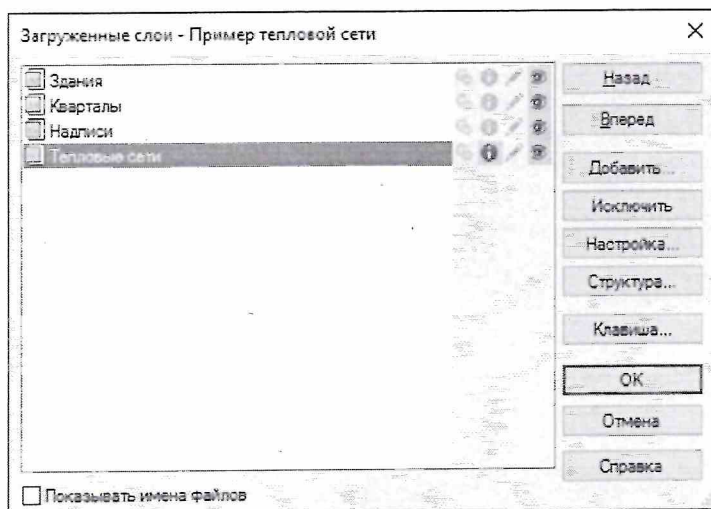 Загруженные слои - Пример тепловой сети
Здания
Кварталы
Надписи
Тепловые сети
Назад
Вперед
Добавить...
Исключить
Настройка...
Структура...
Клавиша...
OK
Отмена
Справка
Показывать имена файлов